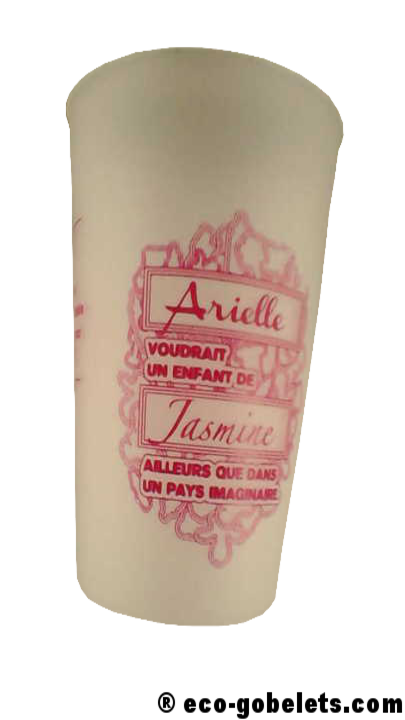 Arielle
VOUDRAIT
UN ENFANT DE
Jasmine
AILLEURS QUE DANS
UN PAYS IMAGINAIRE
® eco-gobelets.com